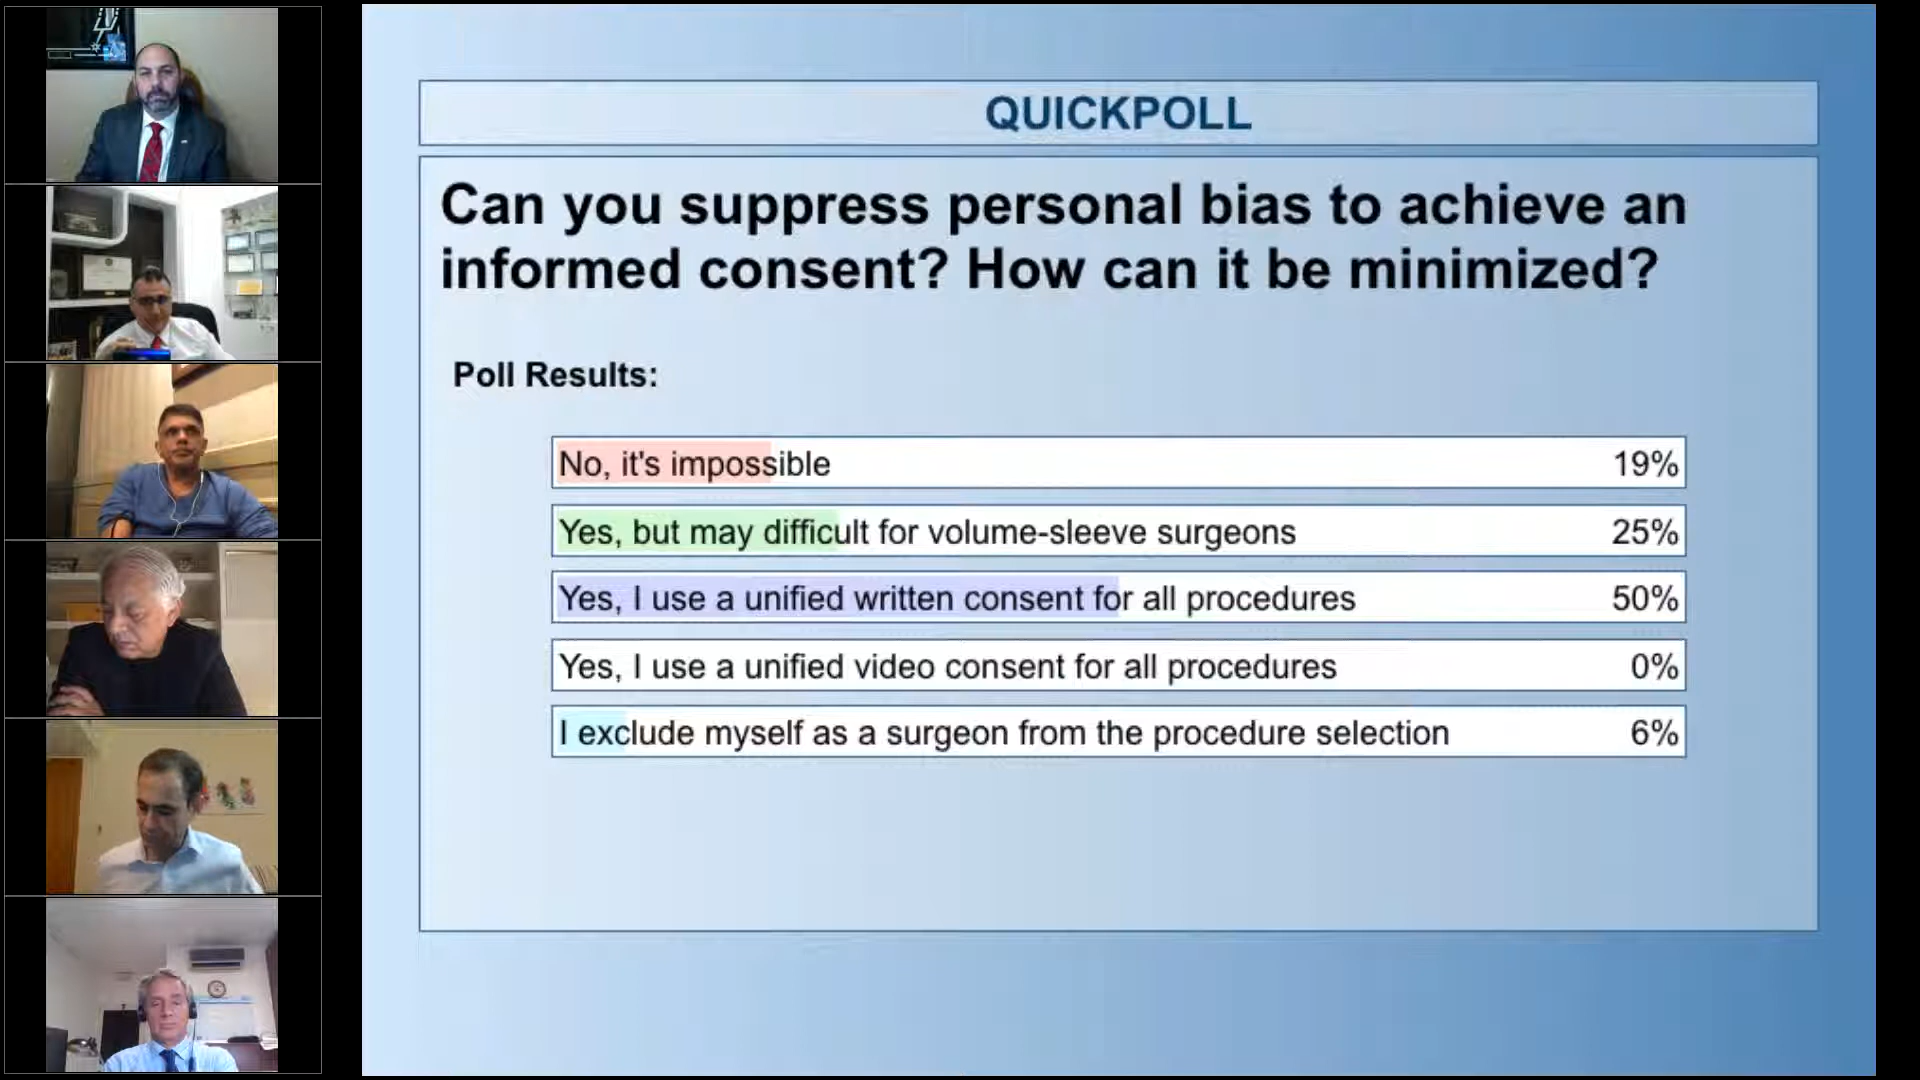 QUICKPOLL
Can you suppress personal bias to achieve an
informed consent? How can it be minimized?
Poll Results:
No, it's impossible 19%
Yes, but may difficult for volume-sleeve surgeons 25%
Yes, I use a unified written consent for all procedures 50%
Yes, I use a unified video consent for all procedures 0%
I exclude myself as a surgeon from the procedure selection 6%